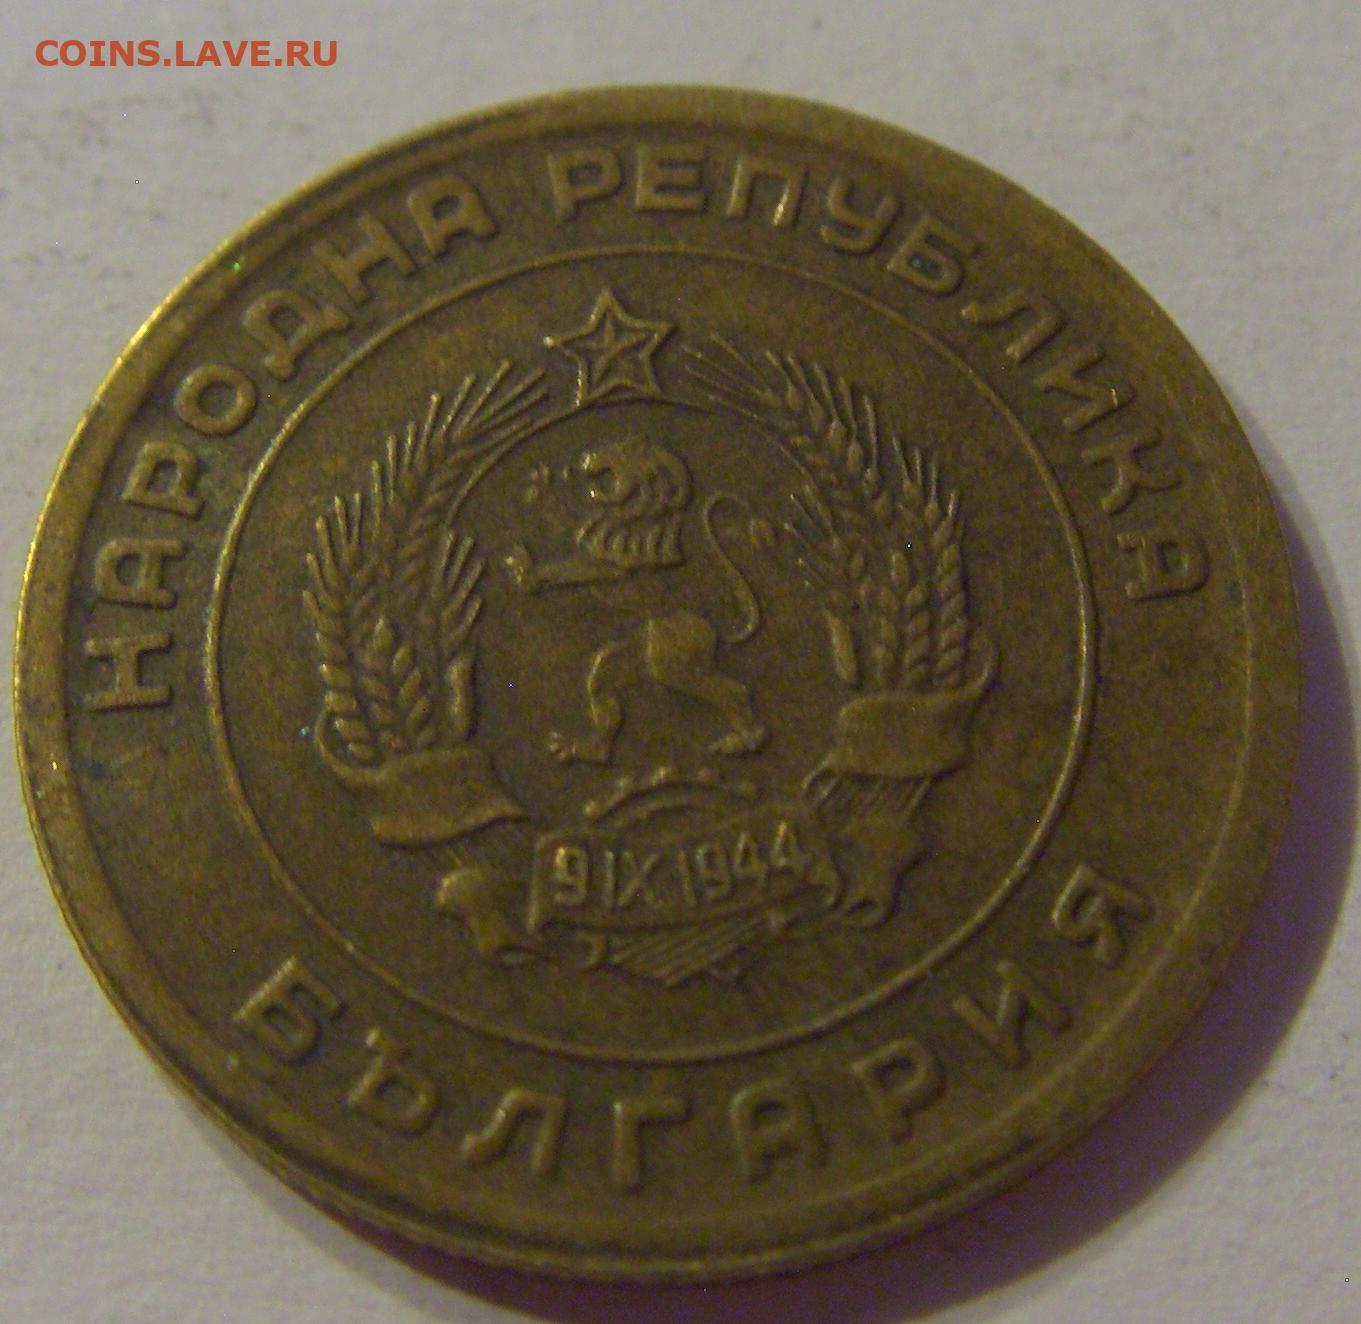 COINS.LAVE.RU
НАРОДНА РЕПУБЛИКА
9 IX 1944
БЪЛГАРИЯ